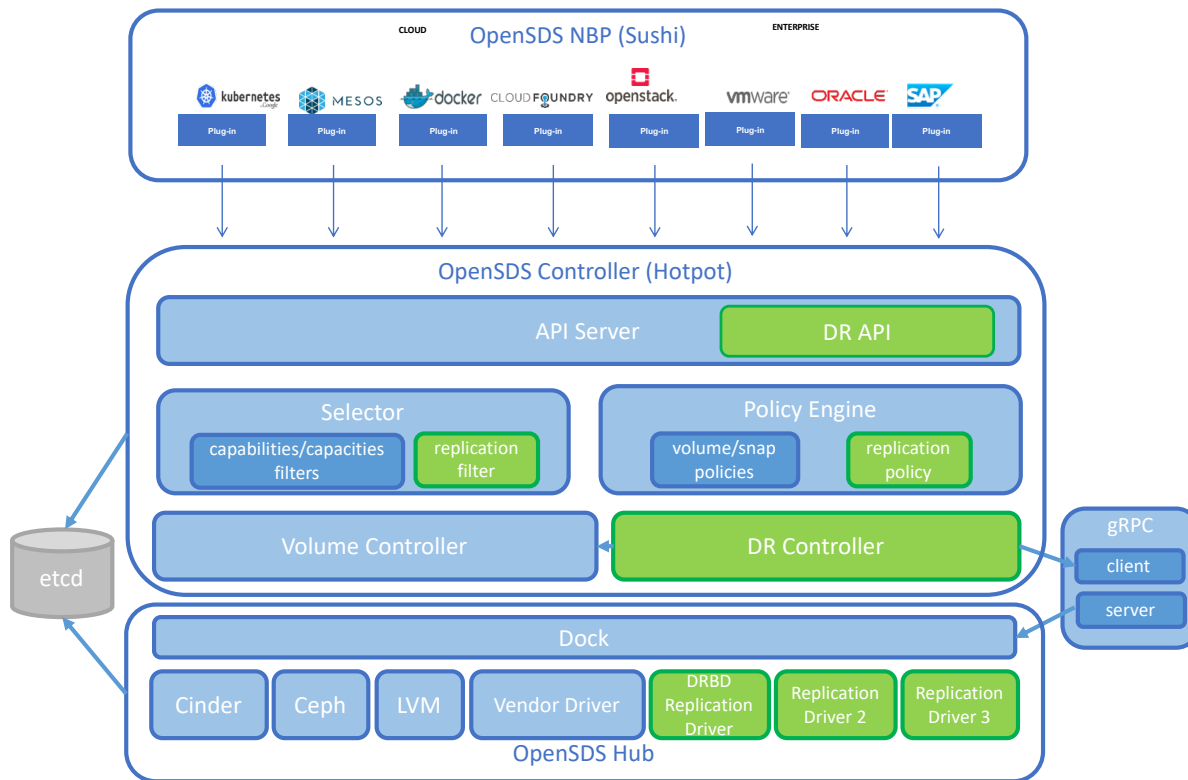 CLOUD
OpenSDS NBP (Sushi)
ENTERPRISE
kubernetes
by Google
MESOS
docker
CLOUD FOUNDRY
openstack.
vmware
ORACLE
SAP
Plug-in
Plug-in
Plug-in
Plug-in
Plug-in
Plug-in
Plug-in
Plug-in
OpenSDS Controller (Hotpot)
API Server
DR API
Selector
capabilities/capacities
filters
replication
filter
Policy Engine
volume/snap
policies
replication
policy
Volume Controller
DR Controller
etcd
gRPC
client
server
Dock
Cinder
Ceph
LVM
Vendor Driver
DRBD
Replication
Driver
Replication
Driver 2
Replication
Driver 3
OpenSDS Hub